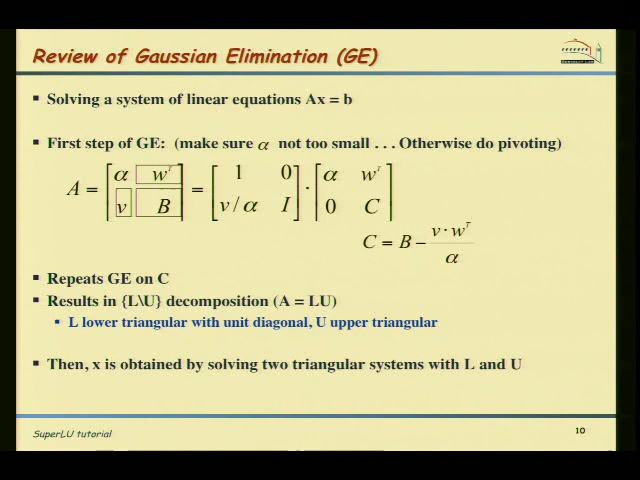 Review of Gaussian Elimination (GE)
▪ Solving a system of linear equations Ax = b
▪ First step of GE: (make sure α not too small . . . Otherwise do pivoting)
A = [α w^T; v B] = [1 0; v / α I] · [α w^T; 0 C]
C = B − v · w^T / α
▪ Repeats GE on C
▪ Results in {L\U} decomposition (A = LU)
▪ L lower triangular with unit diagonal, U upper triangular
▪ Then, x is obtained by solving two triangular systems with L and U
SuperLU tutorial
10